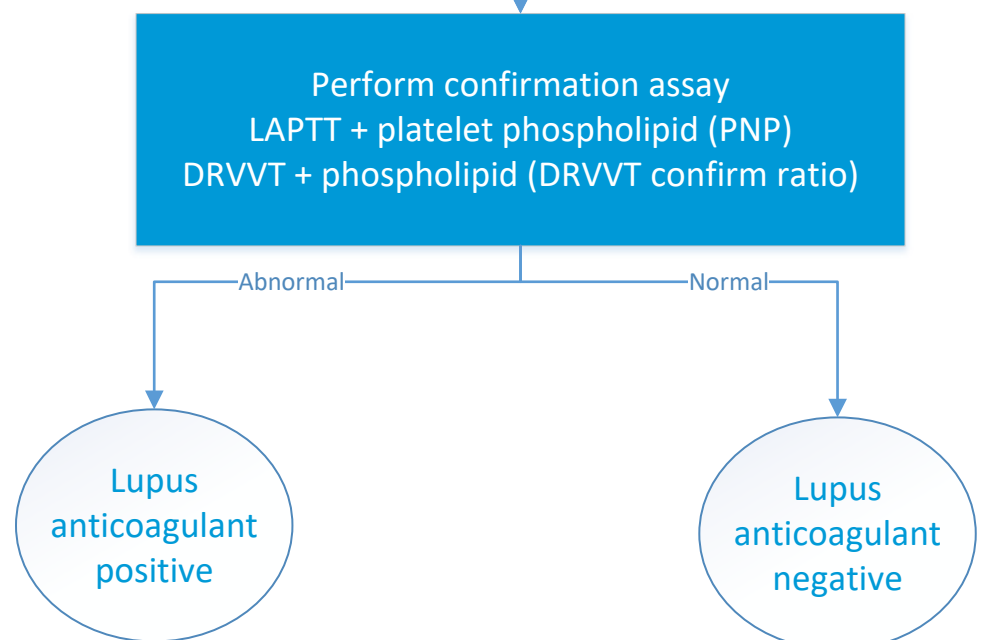 Perform confirmation assay
LAPTT + platelet phospholipid (PNP)
DRVVT + phospholipid (DRVVT confirm ratio)
Abnormal
Normal
Lupus
anticoagulant
positive
Lupus
anticoagulant
negative